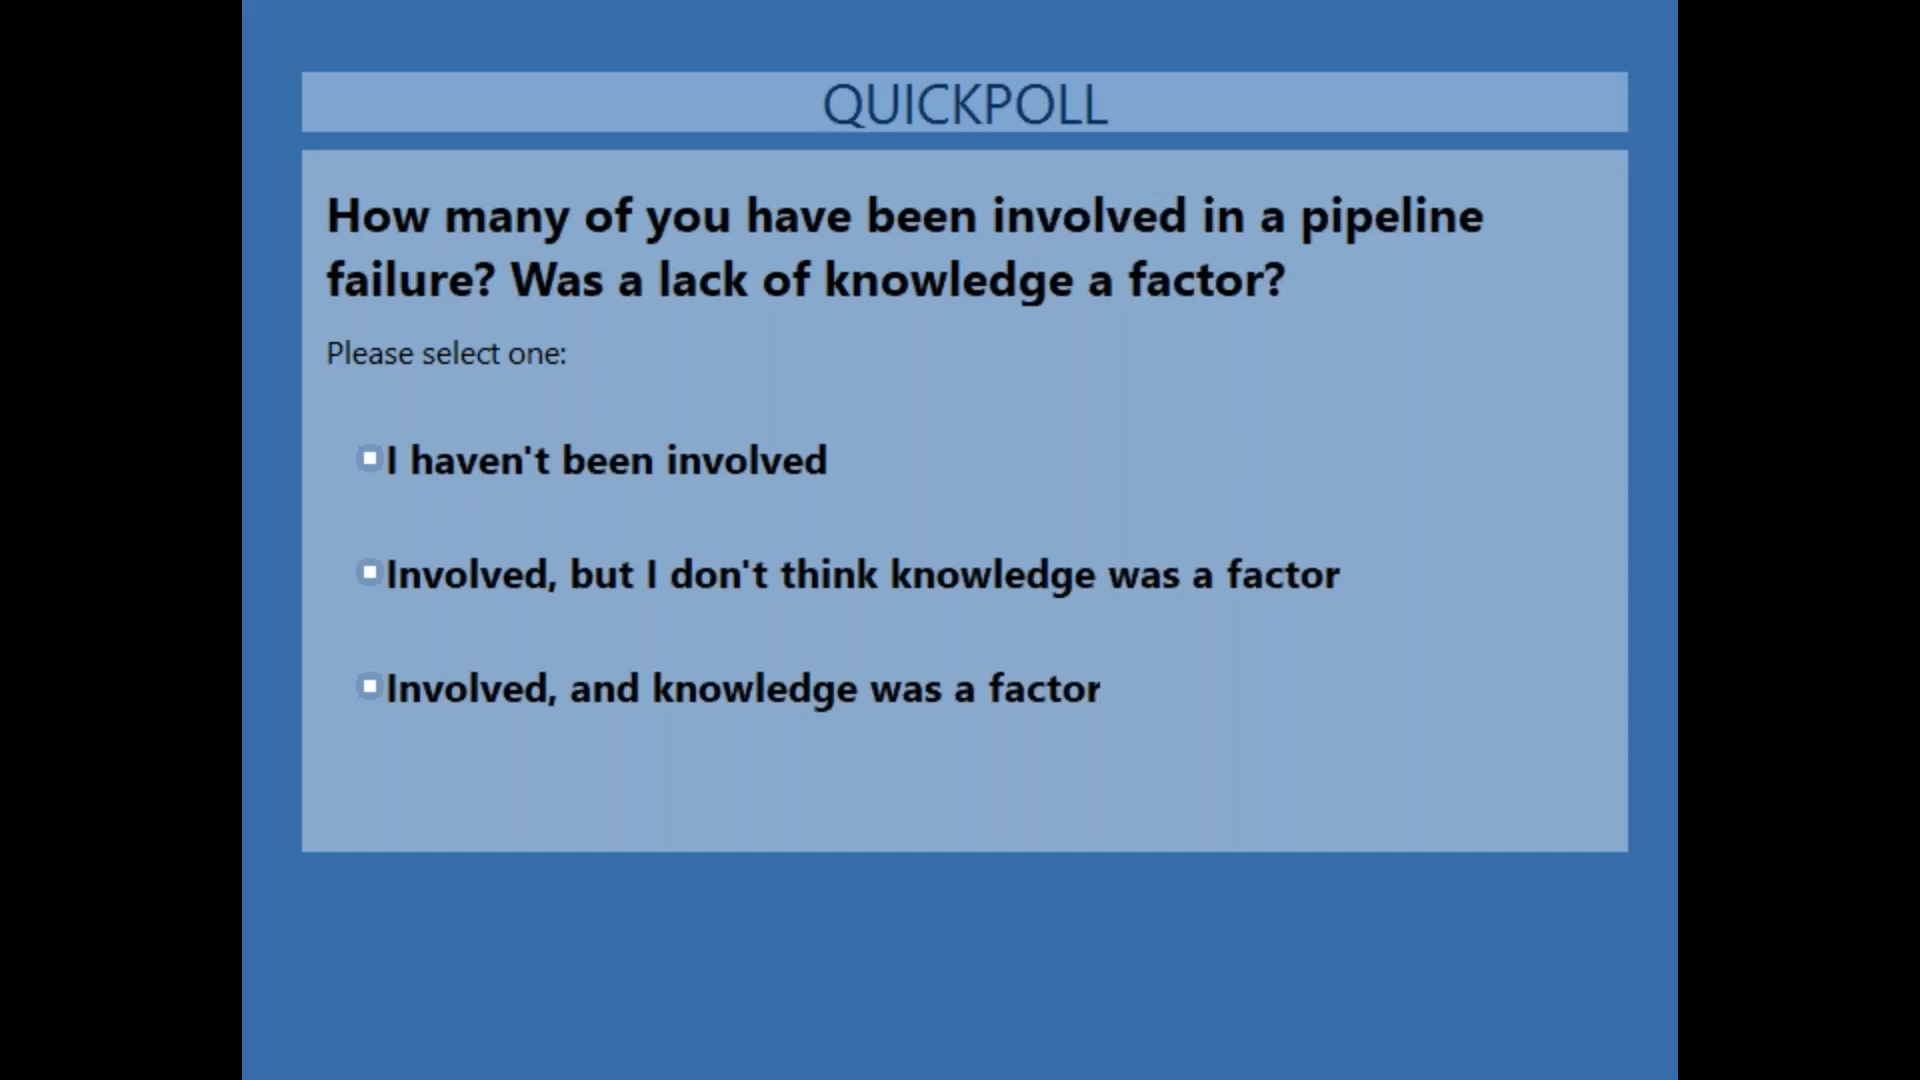 QUICKPOLL
How many of you have been involved in a pipeline
failure? Was a lack of knowledge a factor?
Please select one:
I haven't been involved
Involved, but I don't think knowledge was a factor
Involved, and knowledge was a factor